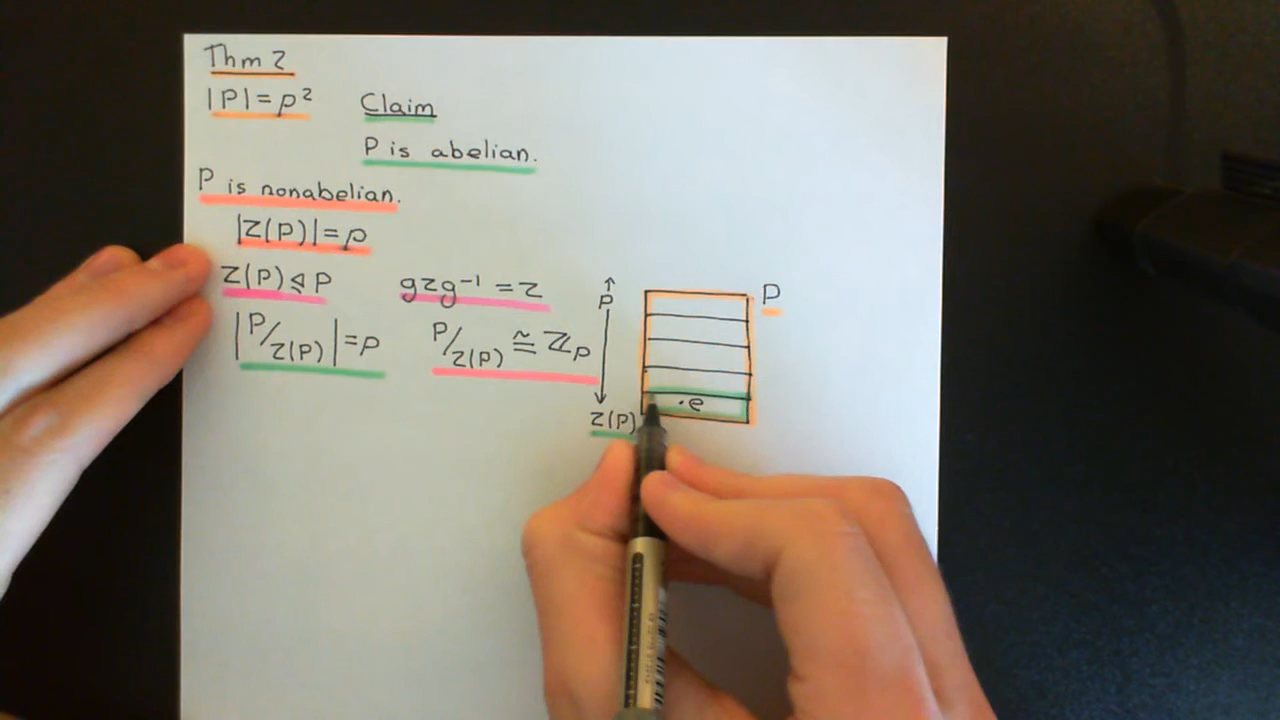 Thm 2
|P| = p² Claim
P is abelian.
P is nonabelian.
|Z(P)| = p
Z(P) ⊴ P gzg⁻¹ = z
|P/Z(P)| = p P/Z(P) ≅ ℤₚ
p
P
·e
Z(P)